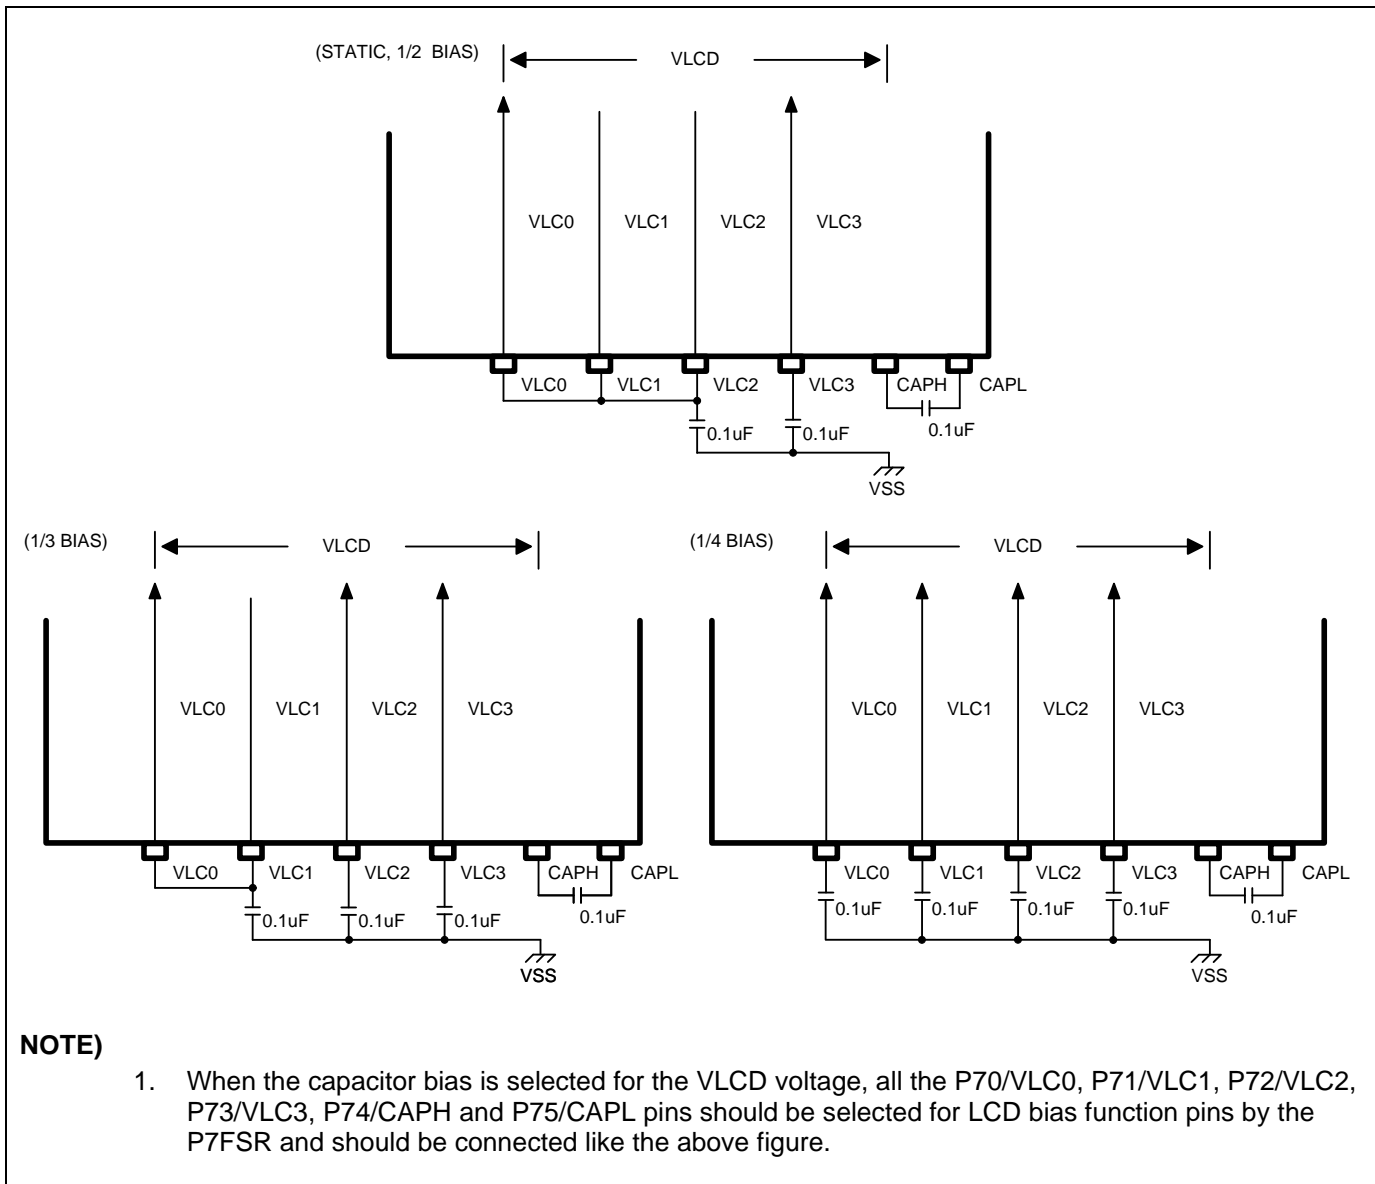 (STATIC, 1/2 BIAS) VLCD
VLC0 VLC1 VLC2 VLC3
VLC0 VLC1 VLC2 VLC3 CAPH CAPL
0.1uF 0.1uF 0.1uF
VSS
(1/3 BIAS) VLCD
VLC0 VLC1 VLC2 VLC3
VLC0 VLC1 VLC2 VLC3 CAPH CAPL
0.1uF 0.1uF 0.1uF 0.1uF
VSS
(1/4 BIAS) VLCD
VLC0 VLC1 VLC2 VLC3
VLC0 VLC1 VLC2 VLC3 CAPH CAPL
0.1uF 0.1uF 0.1uF 0.1uF 0.1uF
VSS
NOTE)
1. When the capacitor bias is selected for the VLCD voltage, all the P70/VLC0, P71/VLC1, P72/VLC2,
P73/VLC3, P74/CAPH and P75/CAPL pins should be selected for LCD bias function pins by the
P7FSR and should be connected like the above figure.